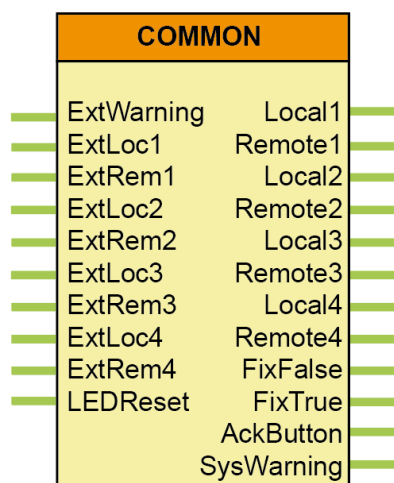 COMMON
ExtWarning Local1
ExtLoc1 Remote1
ExtRem1 Local2
ExtLoc2 Remote2
ExtRem2 Local3
ExtLoc3 Remote3
ExtRem3 Local4
ExtLoc4 Remote4
ExtRem4 FixFalse
LEDReset FixTrue
AckButton
SysWarning